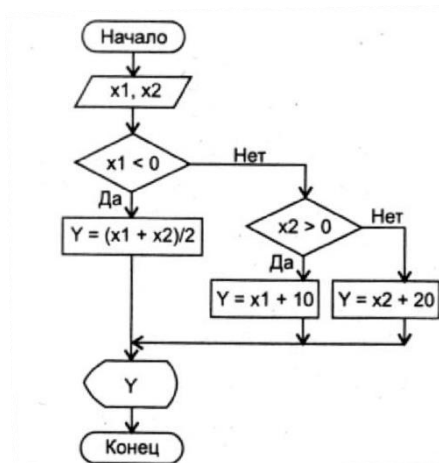 Начало
x1, x2
x1 < 0
Нет
Да
Y = (x1 + x2)/2
x2 > 0
Нет
Да
Y = x1 + 10
Y = x2 + 20
Y
Конец